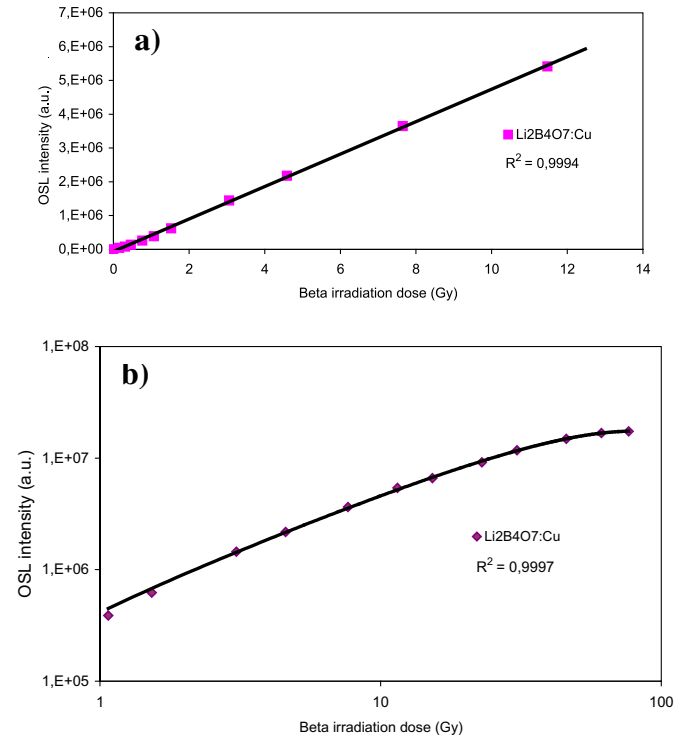 a)
7,E+06
6,E+06
5,E+06
4,E+06
3,E+06
2,E+06
1,E+06
0,E+00
OSL intensity (a.u.)
Li2B4O7:Cu
R² = 0,9994
0 2 4 6 8 10 12 14
Beta irradiation dose (Gy)
b)
1,E+08
1,E+07
1,E+06
1,E+05
OSL intensity (a.u.)
Li2B4O7:Cu
R² = 0,9997
1 10 100
Beta irradiation dose (Gy)